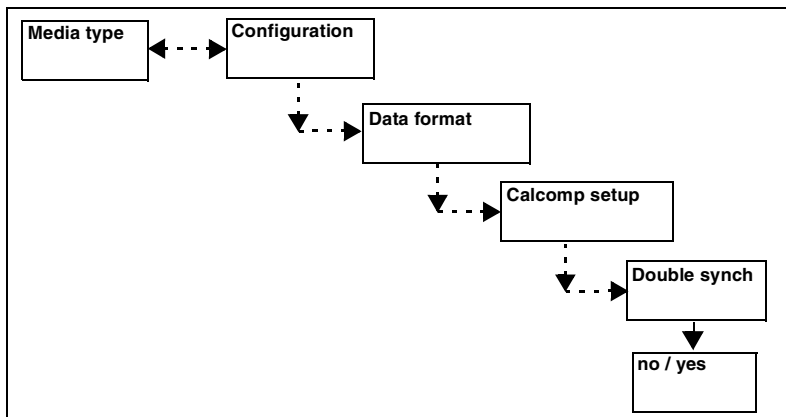 Media type
Configuration
Data format
Calcomp setup
Double synch
no / yes